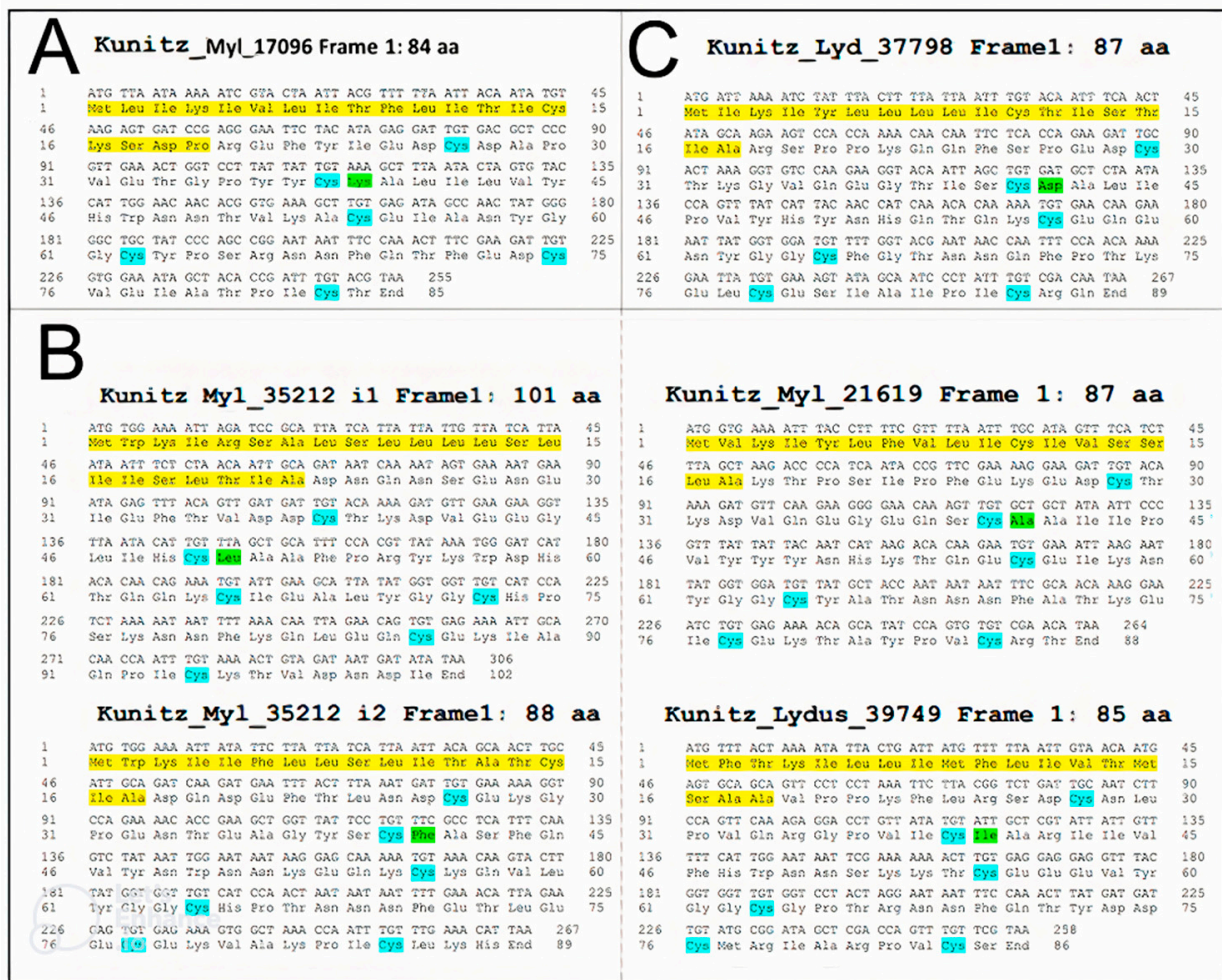 A
Kunitz_Myl_17096 Frame 1: 84 aa
1 ATG TTA ATA AAA ATC GTA CTA ATT ACG TTT TTA ATT ACA ATA TGT 45
1 Met Leu Ile Lys Ile Val Leu Ile Thr Phe Leu Ile Thr Ile Cys 15
46 AAG AGT GAT CCG AGG GAA TTC TAC ATA GAG GAT TGT GAC GCT CCC 90
16 Lys Ser Asp Pro Arg Glu Phe Tyr Ile Glu Asp Cys Asp Ala Pro 30
91 GTT GAA ACT GGT CCT TAT TAT TGT AAA GCT TTA ATA CTA GTG TAC 135
31 Val Glu Thr Gly Pro Tyr Tyr Cys Lys Ala Leu Ile Leu Val Tyr 45
136 CAT TGG AAC AAC ACG GTG AAA GCT TGT GAG ATA GCC AAC TAT GGG 180
46 His Trp Asn Asn Thr Val Lys Ala Cys Glu Ile Ala Asn Tyr Gly 60
181 GGC TGC TAT CCC AGC CGG AAT AAT TTC CAA ACT TTC GAA GAT TGT 225
61 Gly Cys Tyr Pro Ser Arg Asn Asn Phe Gln Thr Phe Glu Asp Cys 75
226 GTG GAA ATA GCT ACA CCG ATT TGT ACG TAA 255
76 Val Glu Ile Ala Thr Pro Ile Cys Thr End 85
C
Kunitz_Lyd_37798 Frame1: 87 aa
1 ATG ATT AAA ATC TAT TTA CTT TTA TTA ATT TGT ACA ATT TCA ACT 45
1 Met Ile Lys Ile Tyr Leu Leu Leu Leu Ile Cys Thr Ile Ser Thr 15
46 ATA GCA AGA AGT CCA CCA AAA CAA CAA TTC TCA CCA GAA GAT TGC 90
16 Ile Ala Arg Ser Pro Pro Lys Gln Gln Phe Ser Pro Glu Asp Cys 30
91 ACT AAA GGT GTC CAA GAA GGT ACA ATT AGC TGT GAT GCT CTA ATA 135
31 Thr Lys Gly Val Gln Glu Gly Thr Ile Ser Cys Asp Ala Leu Ile 45
136 CCA GTT TAT CAT TAC AAC CAT CAA ACA CAA AAA TGT GAA CAA GAA 180
46 Pro Val Tyr His Tyr Asn His Gln Thr Gln Lys Cys Glu Gln Glu 60
181 AAT TAT GGT GGA TGT TTT GGT ACG AAT AAC CAA TTT CCA ACA AAA 225
61 Asn Tyr Gly Gly Cys Phe Gly Thr Asn Asn Gln Phe Pro Thr Lys 75
226 GAA TTA TGT GAA AGT ATA GCA ATC CCT ATT TGT CGA CAA TAA 267
76 Glu Leu Cys Glu Ser Ile Ala Ile Pro Ile Cys Arg Gln End 89
B
Kunitz Myl_35212 i1 Frame1: 101 aa
1 ATG TGG AAA ATT AGA TCC GCA TTA TCA TTA TTA TTG TTA TCA TTA 45
1 Met Trp Lys Ile Arg Ser Ala Leu Ser Leu Leu Leu Leu Ser Leu 15
46 ATA ATT TCT CTA ACA ATT GCA GAT AAT CAA AAT AGT GAA AAT GAA 90
16 Ile Ile Ser Leu Thr Ile Ala Asp Asn Gln Asn Ser Glu Asn Glu 30
91 ATA GAG TTT ACA GTT GAT GAT TGT ACA AAA GAT GTT GAA GAA GGT 135
31 Ile Glu Phe Thr Val Asp Asp Cys Thr Lys Asp Val Glu Glu Gly 45
136 TTA ATA CAT TGT TTA GCT GCA TTT CCA CGT TAT AAA TGG GAT CAT 180
46 Leu Ile His Cys Leu Ala Ala Phe Pro Arg Tyr Lys Trp Asp His 60
181 ACA CAA CAG AAA TGT ATT GAA GCA TTA TAT GGT GGT TGT CAT CCA 225
61 Thr Gln Gln Lys Cys Ile Glu Ala Leu Tyr Gly Gly Cys His Pro 75
226 TCT AAA AAT AAT TTT AAA CAA TTA GAA CAG TGT GAG AAA ATT GCA 270
76 Ser Lys Asn Asn Phe Lys Gln Leu Glu Gln Cys Glu Lys Ile Ala 90
271 CAA CCA ATT TGT AAA ACT GTA GAT AAT GAT ATA TAA 306
91 Gln Pro Ile Cys Lys Thr Val Asp Asn Asp Ile End 102
Kunitz_Myl_21619 Frame 1: 87 aa
1 ATG GTG AAA ATT TAC CTT TTC GTT TTA ATT TGC ATA GTT TCA TCT 45
1 Met Val Lys Ile Tyr Leu Phe Val Leu Ile Cys Ile Val Ser Ser 15
46 TTA GCT AAG ACC CCA TCA ATA CCG TTC GAA AAG GAA GAT TGT ACA 90
16 Leu Ala Lys Thr Pro Ser Ile Pro Phe Glu Lys Glu Asp Cys Thr 30
91 AAA GAT GTT CAA GAA GGG GAA CAA AGT TGT GCT GCT ATA ATT CCC 135
31 Lys Asp Val Gln Glu Gly Glu Gln Ser Cys Ala Ala Ile Ile Pro 45
136 GTT TAT TAT TAC AAT CAT AAG ACA CAA GAA TGT GAA ATT AAG AAT 180
46 Val Tyr Tyr Tyr Asn His Lys Thr Gln Glu Cys Glu Ile Lys Asn 60
181 TAT GGT GGA TGT TAT GCT ACC AAT AAT AAT TTC GCA ACA AAG GAA 225
61 Tyr Gly Gly Cys Tyr Ala Thr Asn Asn Asn Phe Ala Thr Lys Glu 75
226 ATC TGT GAG AAA ACA GCA TAT CCA GTG TGT CGA ACA TAA 264
76 Ile Cys Glu Lys Thr Ala Tyr Pro Val Cys Arg Thr End 88
Kunitz_Myl_35212 i2 Frame1: 88 aa
1 ATG TGG AAA ATT ATA TTC TTA TTA TCA TTA ATT ACA GCA ACT TGC 45
1 Met Trp Lys Ile Ile Phe Leu Leu Ser Leu Ile Thr Ala Thr Cys 15
46 ATT GCA GAT CAA GAT GAA TTT ACT TTA AAT GAT TGT GAA AAA GGT 90
16 Ile Ala Asp Gln Asp Glu Phe Thr Leu Asn Asp Cys Glu Lys Gly 30
91 CCA GAA AAC ACC GAA GCT GGT TAT TCC TGT TTC GCC TCA TTT CAA 135
31 Pro Glu Asn Thr Glu Ala Gly Tyr Ser Cys Phe Ala Ser Phe Gln 45
136 GTC TAT AAT TGG AAT AAT AAG GAG CAA AAA TGT AAA CAA GTA CTT 180
46 Val Tyr Asn Trp Asn Asn Lys Glu Gln Lys Cys Lys Gln Val Leu 60
181 TAT GGT GGT TGT CAT CCA ACT AAT AAT AAT TTT GAA ACA TTA GAA 225
61 Tyr Gly Gly Cys His Pro Thr Asn Asn Asn Phe Glu Thr Leu Glu 75
226 GAG TGT GAG AAA GTG GCT AAA CCA ATT TGT TTG AAA CAT TAA 267
76 Glu Glu Lys Val Ala Lys Pro Ile Cys Leu Lys His End 89
Kunitz_Lydus_39749 Frame 1: 85 aa
1 ATG TTT ACT AAA ATA TTA CTG ATT ATG TTT TTA ATT GTA ACA ATG 45
1 Met Phe Thr Lys Ile Leu Leu Ile Met Phe Leu Ile Val Thr Met 15
46 AGT GCA GCA GTT CCT CCT AAA TTC TTA CGG TCT GAT TGC AAT CTT 60
16 Ser Ala Ala Val Pro Pro Lys Phe Leu Arg Ser Asp Cys Asn Leu 30
91 CCA GTT CAA AGA GGA CCT GTT ATA TGT ATT GCT CGT ATT ATT GTT 135
31 Pro Val Gln Arg Gly Pro Val Ile Cys Ile Ala Arg Ile Ile Val 45
136 TTT CAT TGG AAT AAT TCG AAA AAA ACT TGT GAG GAG GAG GTT TAC 180
46 Phe His Trp Asn Asn Ser Lys Lys Thr Cys Glu Glu Glu Val Tyr 60
181 GGT GGG TGT GGT CCT ACT AGG AAT AAT TTC CAA ACT TAT GAT GAT 225
61 Gly Gly Cys Gly Pro Thr Arg Asn Asn Phe Gln Thr Tyr Asp Asp 75
226 TGT ATG CGA ATA GCT CGA CCA GTT TGT TCG TAA 258
76 Cys Met Arg Ile Ala Arg Pro Val Cys Ser End 86